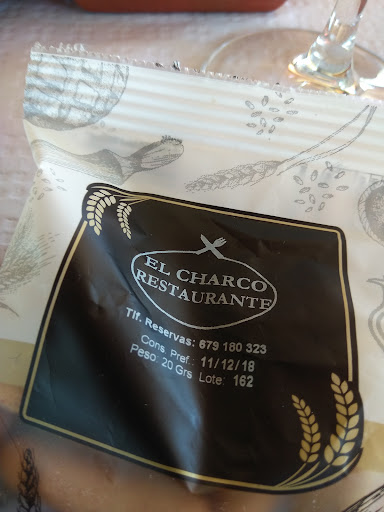 EL CHARCO
RESTAURANTE
Tlf. Reservas: 679 180 323
Cons. Pref.: 11/12/18
Peso: 20 Grs Lote: 162